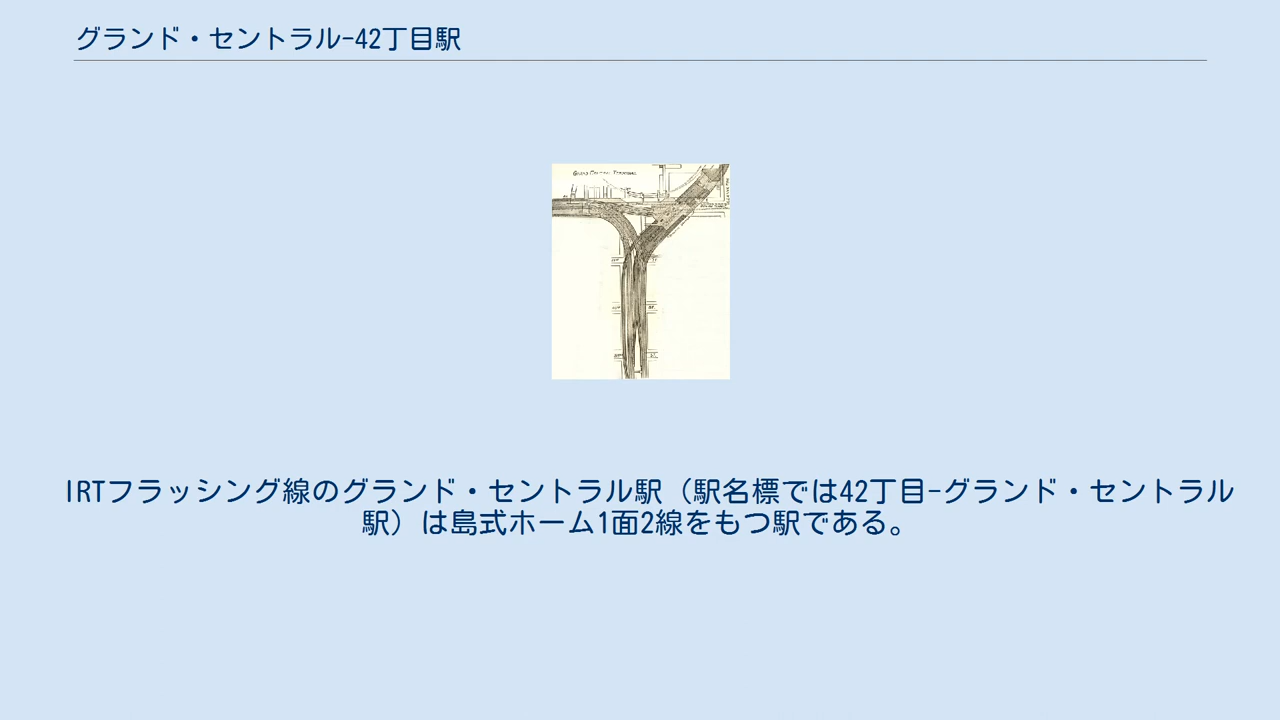 グランド・セントラル-42丁目駅
GRAND CENTRAL TERMINAL
IRTフラッシング線のグランド・セントラル駅（駅名標では42丁目-グランド・セントラル
駅）は島式ホーム1面2線をもつ駅である。